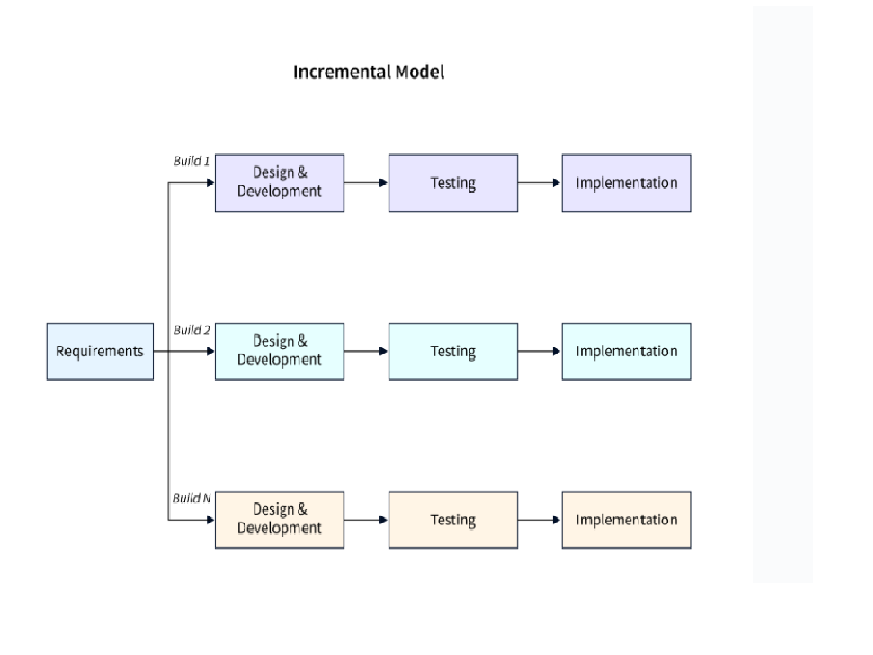 Incremental Model
Build 1
Design &
Development
Testing
Implementation
Requirements
Build 2
Design &
Development
Testing
Implementation
Build N
Design &
Development
Testing
Implementation